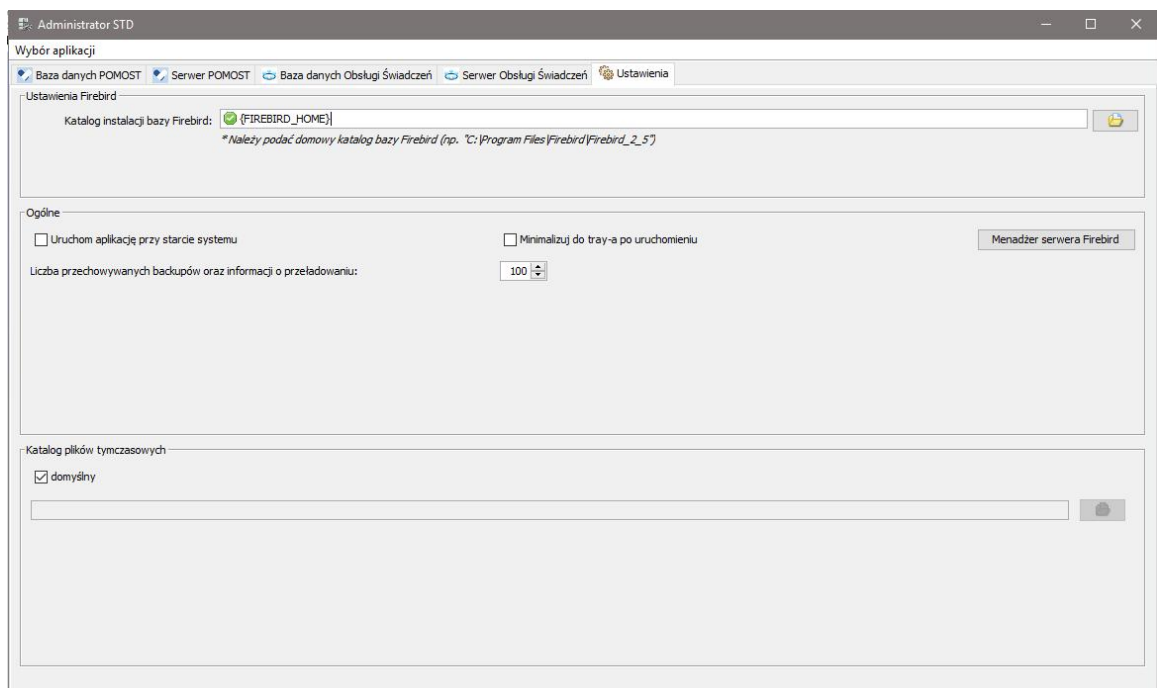 Administrator STD
Wybór aplikacji
Baza danych POMOST Serwer POMOST Baza danych Obsługi Świadczeń Serwer Obsługi Świadczeń Ustawienia
Ustawienia Firebird
Katalog instalacji bazy Firebird: {FIREBIRD_HOME}
* Należy podać domowy katalog bazy Firebird (np. "C:\Program Files\Firebird\Firebird_2_5")
Ogólne
Uruchom aplikację przy starcie systemu Minimalizuj do tray-a po uruchomieniu Menadżer serwera Firebird
Liczba przechowywanych backupów oraz informacji o przeładowaniu: 100
Katalog plików tymczasowych
domyślny